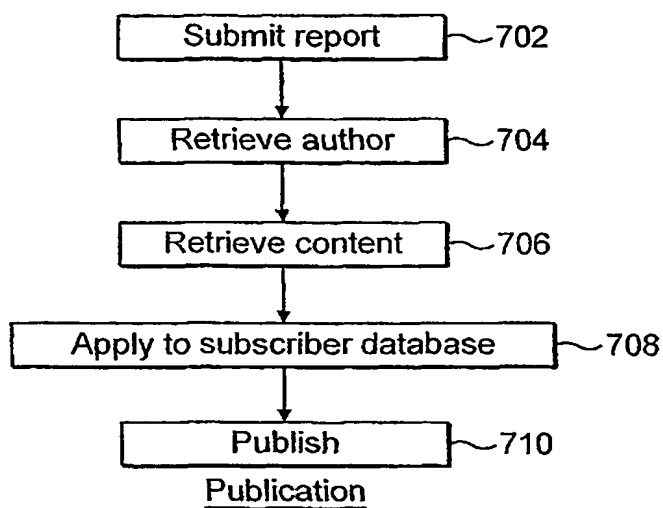 Submit report 702
Retrieve author 704
Retrieve content 706
Apply to subscriber database 708
Publish 710
Publication